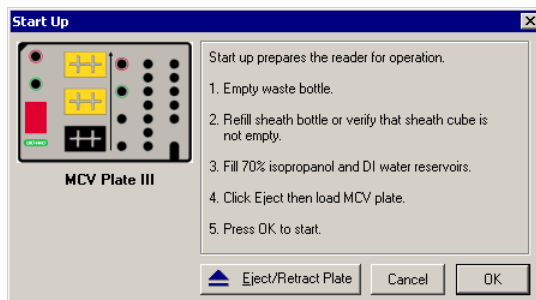 Start Up
Start up prepares the reader for operation.
1. Empty waste bottle.
2. Refill sheath bottle or verify that sheath cube is
not empty.
3. Fill 70% isopropanol and DI water reservoirs.
4. Click Eject then load MCV plate.
5. Press OK to start.
MCV Plate III
Eject/Retract Plate
Cancel
OK